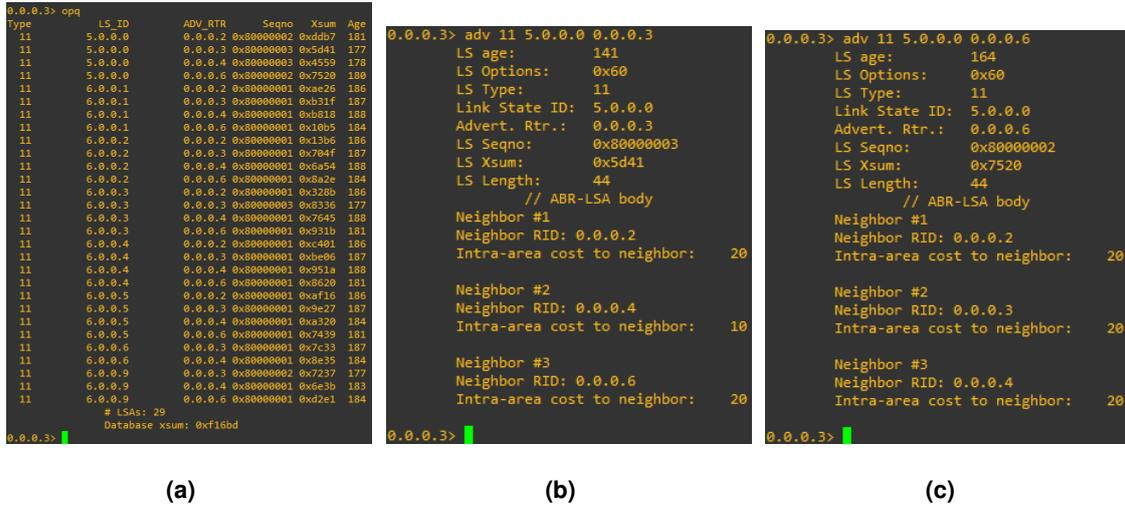 0.0.0.3> opq
Type LS_ID ADV_RTR Seqno Xsum Age
11 5.0.0.0 0.0.0.2 0x80000002 0xddb7 181
11 5.0.0.0 0.0.0.3 0x80000003 0x5d41 177
11 5.0.0.0 0.0.0.4 0x80000003 0x4559 178
11 5.0.0.0 0.0.0.6 0x80000002 0x7520 180
11 6.0.0.1 0.0.0.2 0x80000001 0xae26 186
11 6.0.0.1 0.0.0.3 0x80000001 0xb31f 187
11 6.0.0.1 0.0.0.4 0x80000001 0xb818 188
11 6.0.0.1 0.0.0.6 0x80000001 0x10b5 184
11 6.0.0.2 0.0.0.2 0x80000001 0x13b6 186
11 6.0.0.2 0.0.0.3 0x80000001 0x704f 187
11 6.0.0.2 0.0.0.4 0x80000001 0x6a54 188
11 6.0.0.2 0.0.0.6 0x80000001 0x8a2e 184
11 6.0.0.3 0.0.0.2 0x80000001 0x328b 186
11 6.0.0.3 0.0.0.3 0x80000003 0x8336 177
11 6.0.0.3 0.0.0.4 0x80000001 0x7645 188
11 6.0.0.3 0.0.0.6 0x80000001 0x931b 181
11 6.0.0.4 0.0.0.2 0x80000001 0xc401 186
11 6.0.0.4 0.0.0.3 0x80000001 0xbe06 187
11 6.0.0.4 0.0.0.4 0x80000001 0x951a 188
11 6.0.0.4 0.0.0.6 0x80000001 0x8620 181
11 6.0.0.5 0.0.0.2 0x80000001 0xaf16 186
11 6.0.0.5 0.0.0.3 0x80000001 0x9e27 187
11 6.0.0.5 0.0.0.4 0x80000001 0xa320 184
11 6.0.0.5 0.0.0.6 0x80000001 0x7439 181
11 6.0.0.6 0.0.0.3 0x80000001 0x7c33 187
11 6.0.0.6 0.0.0.4 0x80000001 0x8e35 184
11 6.0.0.9 0.0.0.3 0x80000002 0x7237 177
11 6.0.0.9 0.0.0.4 0x80000001 0x6e3b 183
11 6.0.0.9 0.0.0.6 0x80000001 0xd2e1 184
# LSAs: 29
Database xsum: 0xf16bd
0.0.0.3>
(a)
0.0.0.3> adv 11 5.0.0.0 0.0.0.3
LS age: 141
LS Options: 0x60
LS Type: 11
Link State ID: 5.0.0.0
Advert. Rtr.: 0.0.0.3
LS Seqno: 0x80000003
LS Xsum: 0x5d41
LS Length: 44
// ABR-LSA body
Neighbor #1
Neighbor RID: 0.0.0.2
Intra-area cost to neighbor: 20
Neighbor #2
Neighbor RID: 0.0.0.4
Intra-area cost to neighbor: 10
Neighbor #3
Neighbor RID: 0.0.0.6
Intra-area cost to neighbor: 20
0.0.0.3>
(b)
0.0.0.3> adv 11 5.0.0.0 0.0.0.6
LS age: 164
LS Options: 0x60
LS Type: 11
Link State ID: 5.0.0.0
Advert. Rtr.: 0.0.0.6
LS Seqno: 0x80000002
LS Xsum: 0x7520
LS Length: 44
// ABR-LSA body
Neighbor #1
Neighbor RID: 0.0.0.2
Intra-area cost to neighbor: 20
Neighbor #2
Neighbor RID: 0.0.0.3
Intra-area cost to neighbor: 20
Neighbor #3
Neighbor RID: 0.0.0.4
Intra-area cost to neighbor: 20
0.0.0.3>
(c)